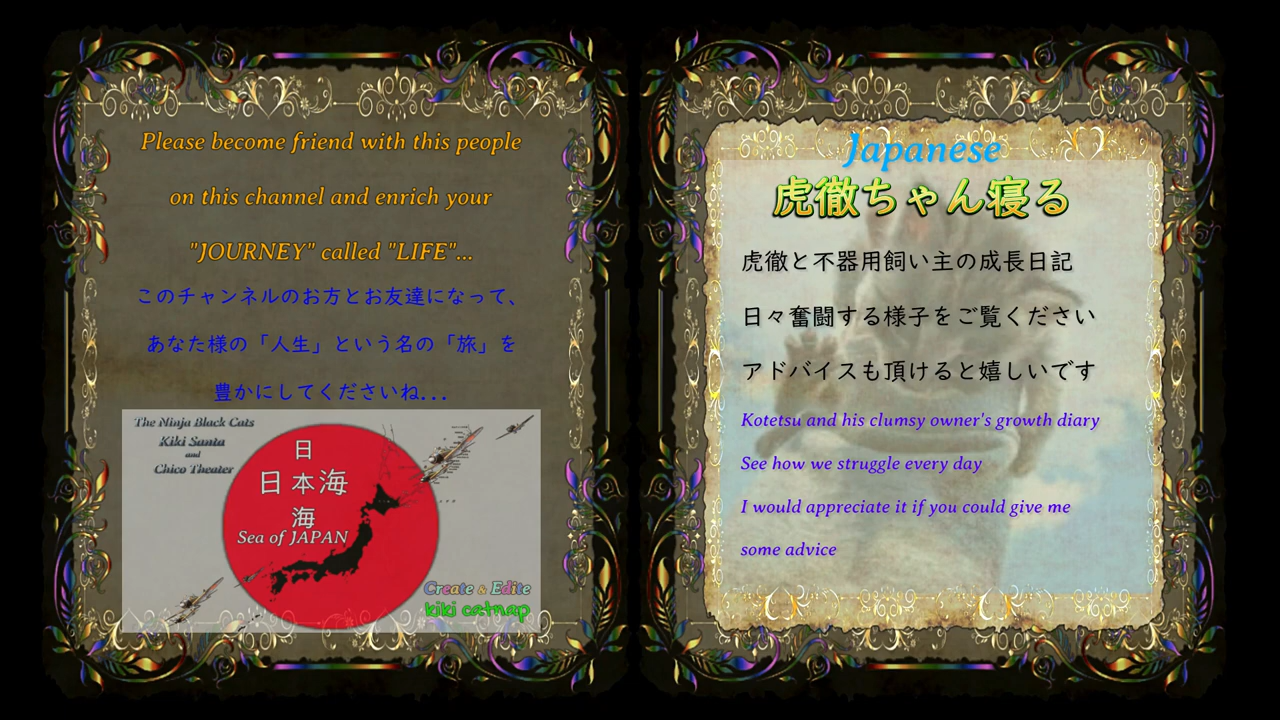 Please become friend with this people
on this channel and enrich your
"JOURNEY" called "LIFE"...
このチャンネルのお方とお友達になって、
あなた様の「人生」という名の「旅」を
豊かにしてくださいね...
The Ninja Black Cats
Kiki Santa
and
Chico Theater
日
日本海
海
Sea of JAPAN
Create & Edite
kiki catnap
Japanese
虎徹ちゃん寝る
虎徹と不器用飼い主の成長日記
日々奮闘する様子をご覧ください
アドバイスも頂けると嬉しいです
Kotetsu and his clumsy owner's growth diary
See how we struggle every day
I would appreciate it if you could give me
some advice